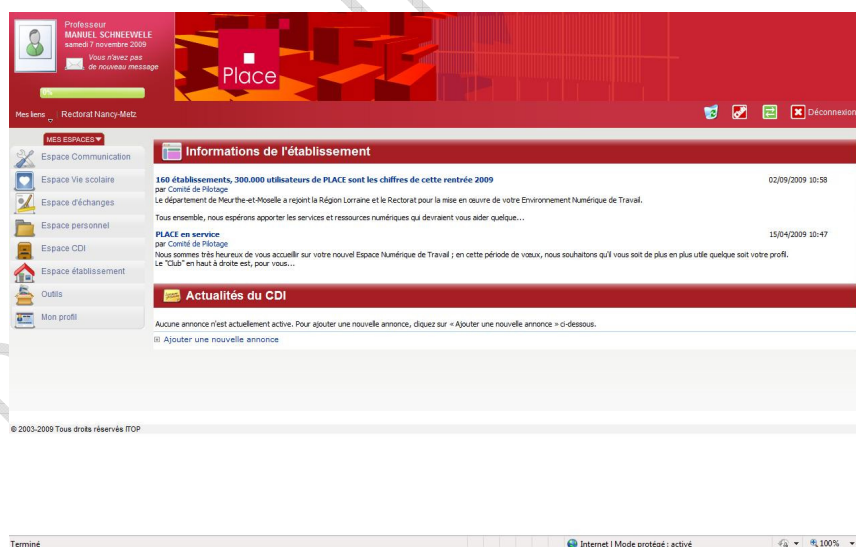 Professeur
MANUEL SCHNEEWELE
samedi 7 novembre 2009
Vous n'avez pas
de nouveau message
0%
Place
Mes liens
Rectorat Nancy-Metz
Déconnexion
MES ESPACES
Espace Communication
Espace Vie scolaire
Espace d'échanges
Espace personnel
Espace CDI
Espace établissement
Outils
Mon profil
Informations de l'établissement
160 établissements, 300.000 utilisateurs de PLACE sont les chiffres de cette rentrée 2009 02/09/2009 10:58
par Comité de Pilotage
Le département de Meurthe-et-Moselle a rejoint la Région Lorraine et le Rectorat pour la mise en œuvre de votre Environnement Numérique de Travail.
Tous ensemble, nous espérons apporter les services et ressources numériques qui devraient vous aider quelque...
PLACE en service 15/04/2009 10:47
par Comité de Pilotage
Nous sommes très heureux de vous accueillir sur votre nouvel Espace Numérique de Travail ; en cette période de vœux, nous souhaitons qu'il vous soit de plus en plus utile quelque soit votre profil.
Le "Club" en haut à droite est, pour vous...
Actualités du CDI
Aucune annonce n'est actuellement active. Pour ajouter une nouvelle annonce, cliquez sur « Ajouter une nouvelle annonce » ci-dessous.
Ajouter une nouvelle annonce
© 2003-2009 Tous droits réservés ITOP
Terminé
Internet | Mode protégé : activé
100%